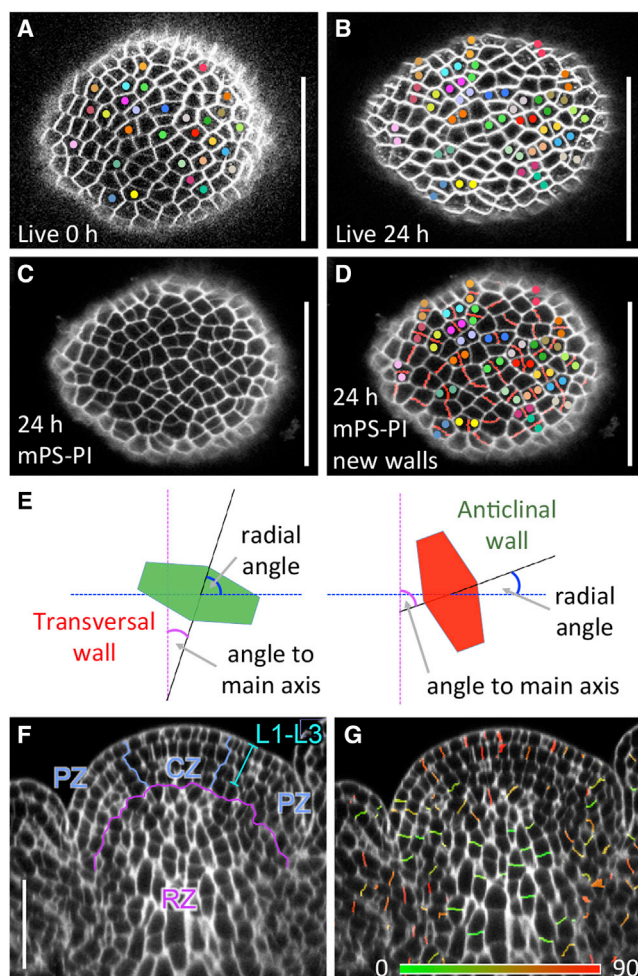 A
Live 0 h
B
Live 24 h
C
24 h
mPS-PI
D
24 h
mPS-PI
new walls
E
radial
angle
Transversal
wall
angle to
main axis
Anticlinal
wall
radial
angle
angle to main axis
F
L1-L3
PZ
CZ
PZ
RZ
G
0
90